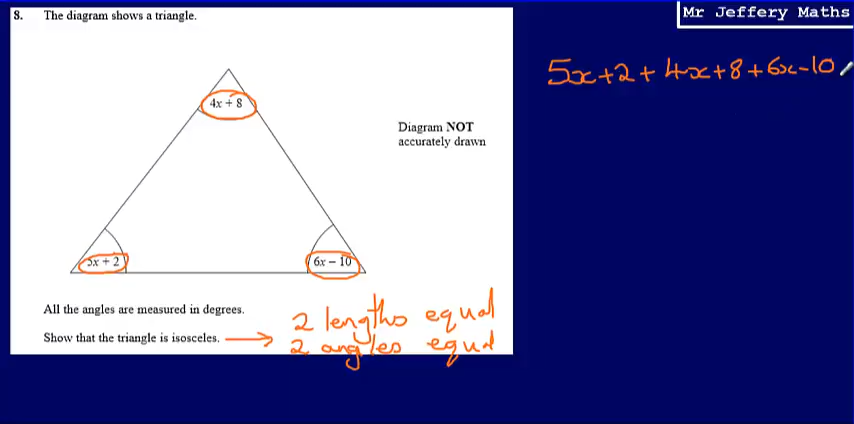 Mr Jeffery Maths
8. The diagram shows a triangle.
5x+2+4x+8+6x-10
4x + 8
Diagram NOT
accurately drawn
5x + 2
6x – 10
All the angles are measured in degrees.
2 lengths equal
Show that the triangle is isosceles. →
2 angles equal